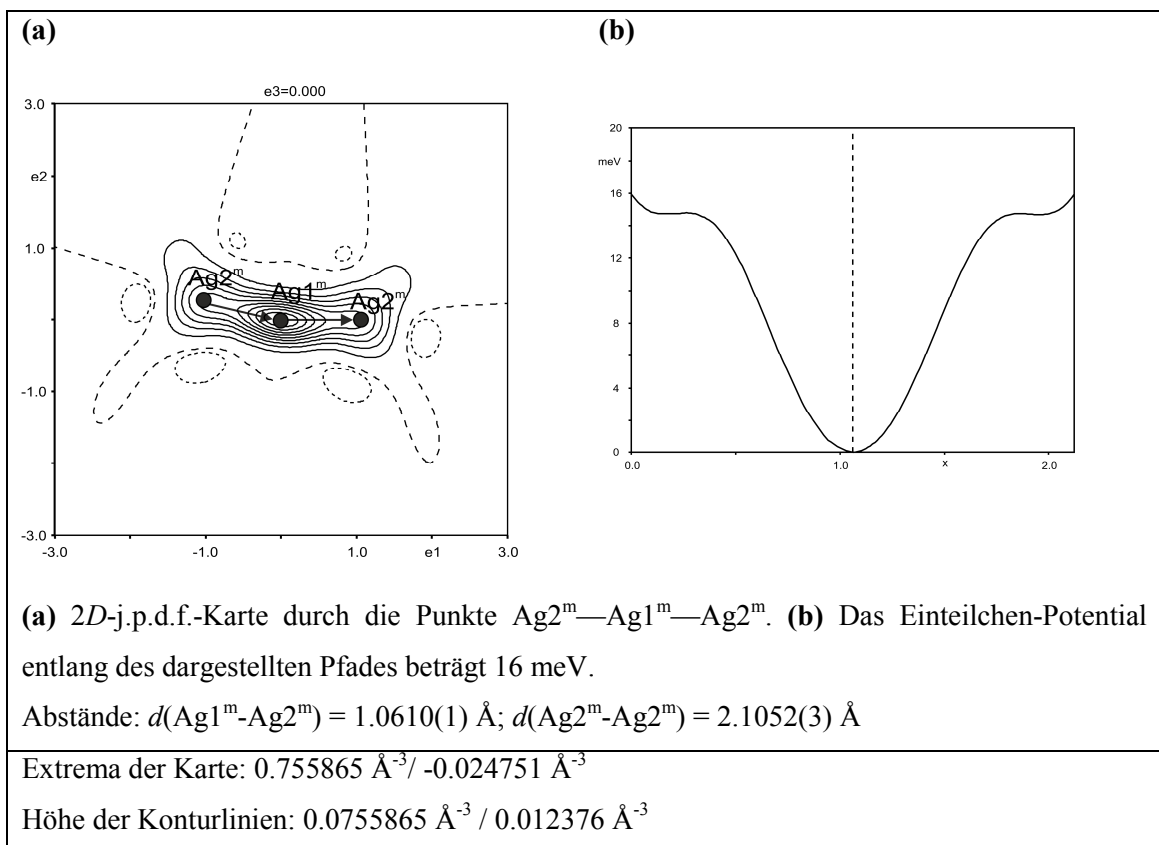 (a)
(b)
e3=0.000
3.0
e2
1.0
-1.0
-3.0
-3.0
-1.0
1.0
e1
3.0
Ag2ᵐ
Ag1ᵐ
Ag2ᵐ
20
meV
16
12
8
4
0
0.0
1.0
x
2.0
(a) 2D-j.p.d.f.-Karte durch die Punkte Ag2ᵐ—Ag1ᵐ—Ag2ᵐ. (b) Das Einteilchen-Potential
entlang des dargestellten Pfades beträgt 16 meV.
Abstände: d(Ag1ᵐ-Ag2ᵐ) = 1.0610(1) Å; d(Ag2ᵐ-Ag2ᵐ) = 2.1052(3) Å
Extrema der Karte: 0.755865 Å⁻³/ -0.024751 Å⁻³
Höhe der Konturlinien: 0.0755865 Å⁻³ / 0.012376 Å⁻³